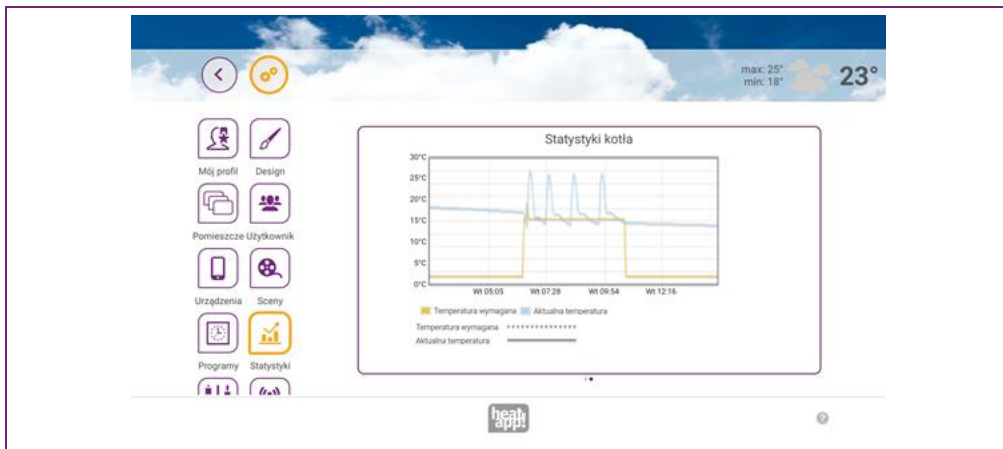 max: 25°
min: 18°
23°
Mój profil
Design
Pomieszcze
Użytkownik
Urządzenia
Sceny
Programy
Statystyki
Statystyki kotła
30°C
25°C
20°C
15°C
10°C
5°C
0°C
Wt 05:05
Wt 07:28
Wt 09:54
Wt 12:16
Temperatura wymagana
Aktualna temperatura
Temperatura wymagana
Aktualna temperatura
heat
app!
?